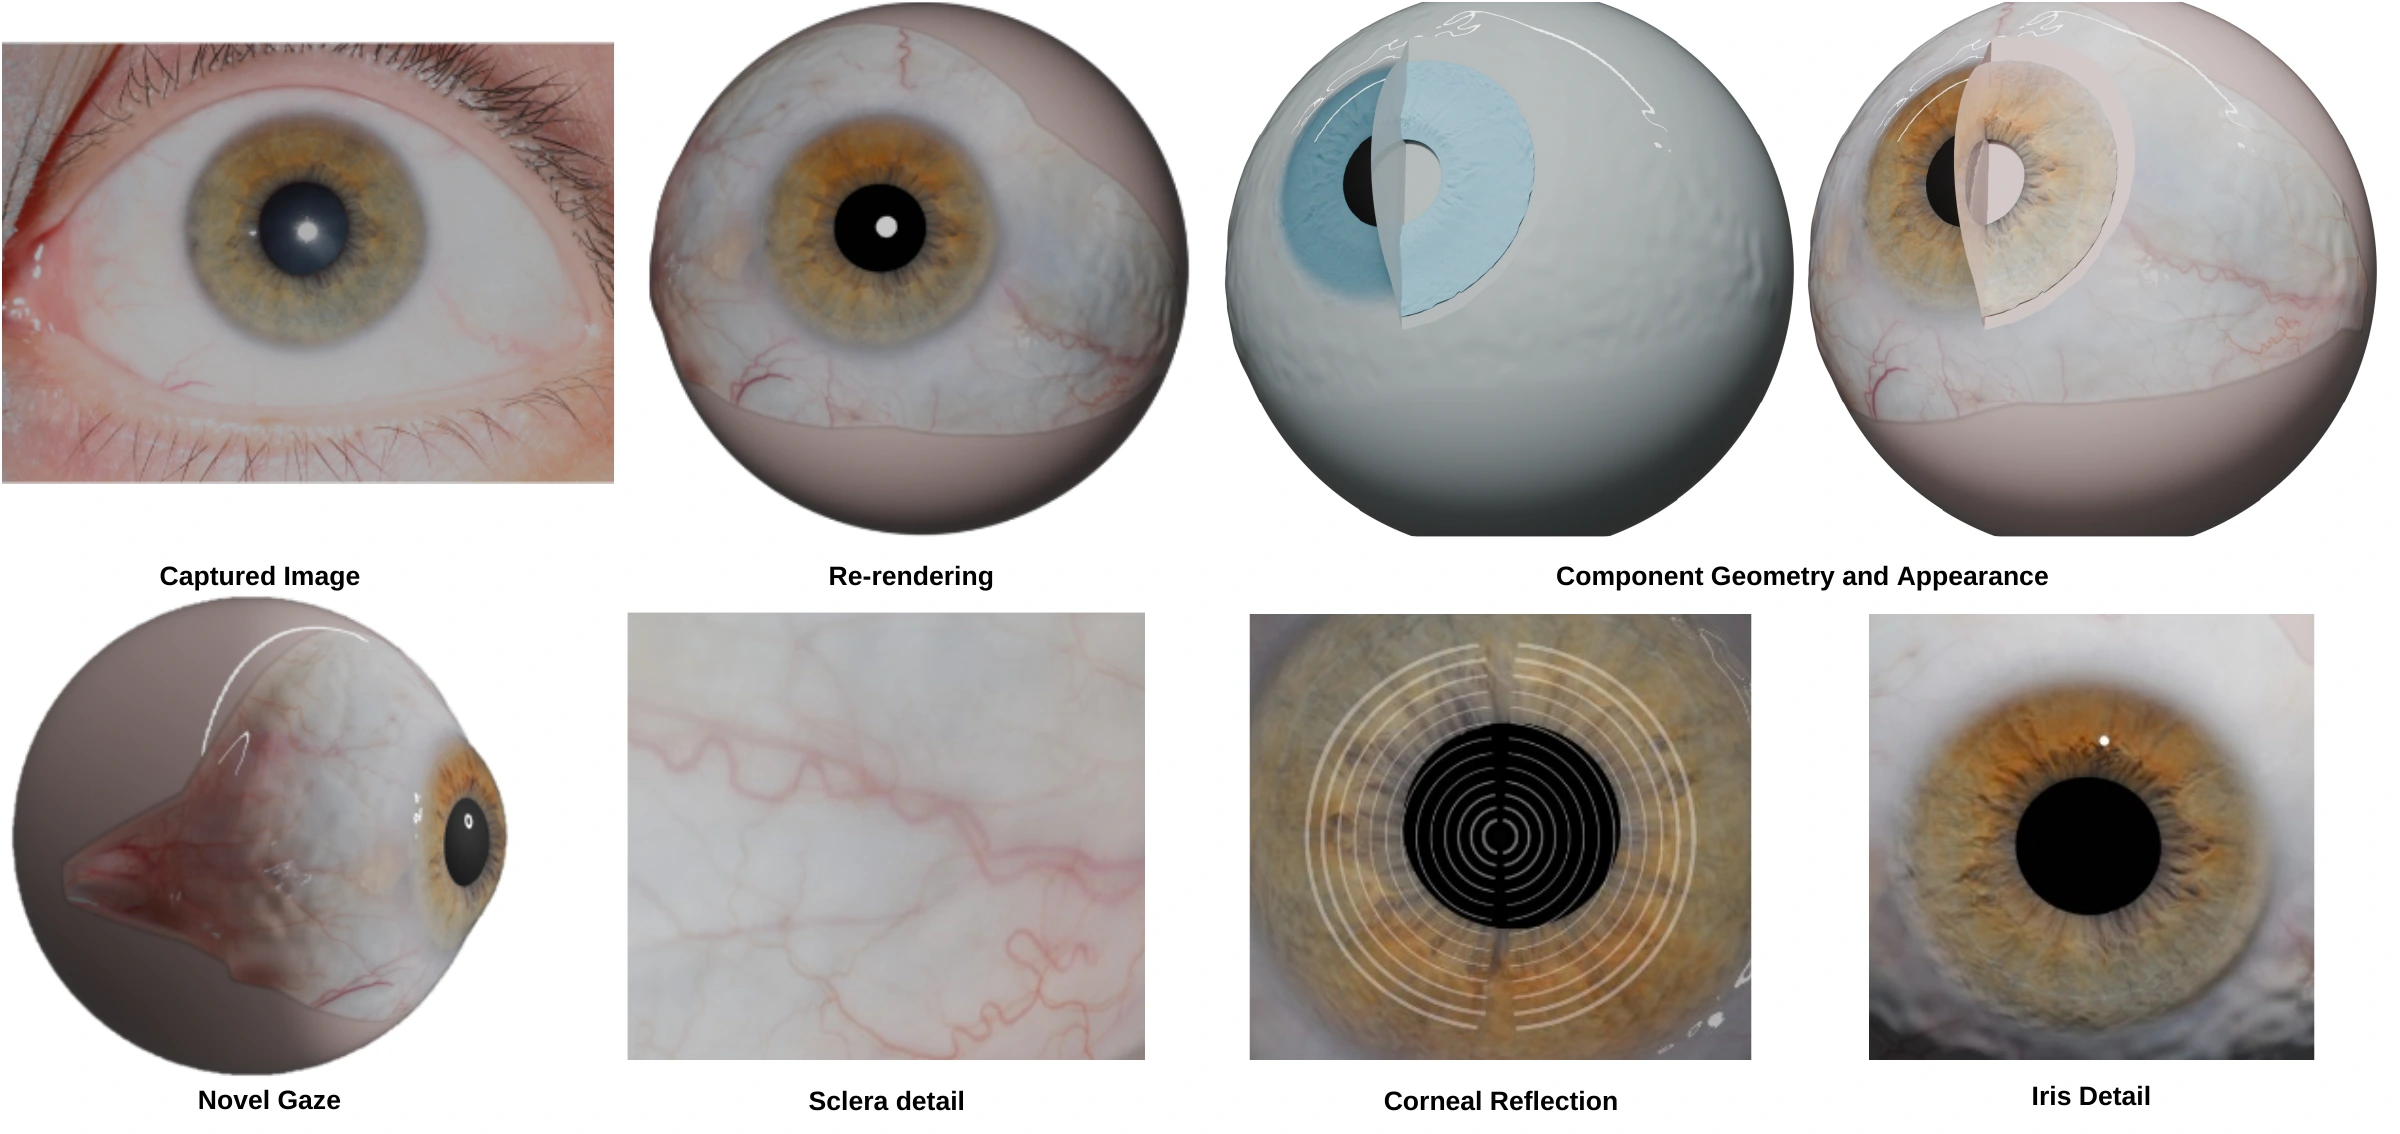 Captured Image
Re-rendering
Component Geometry and Appearance
Novel Gaze
Sclera detail
Corneal Reflection
Iris Detail